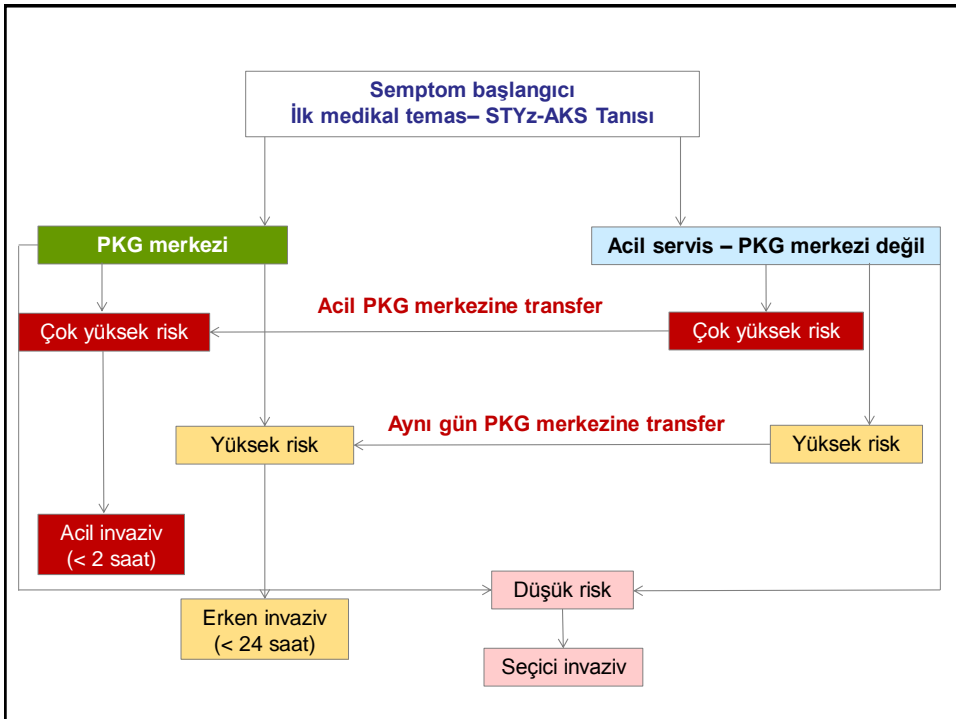 Semptom başlangıcı
İlk medikal temas– STYz-AKS Tanısı
PKG merkezi
Acil servis – PKG merkezi değil
Acil PKG merkezine transfer
Çok yüksek risk
Çok yüksek risk
Aynı gün PKG merkezine transfer
Yüksek risk
Yüksek risk
Acil invaziv
(< 2 saat)
Düşük risk
Erken invaziv
(< 24 saat)
Seçici invaziv